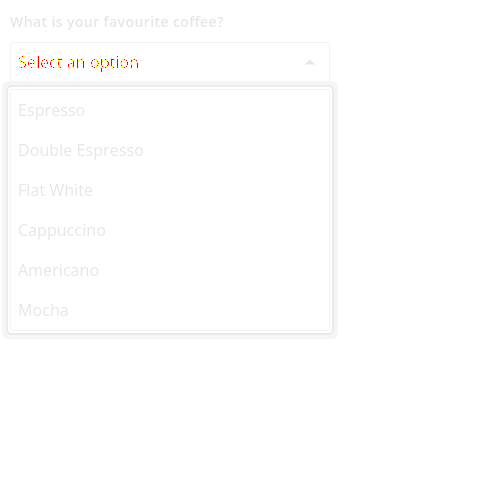 What is your favourite coffee?
Select an option
Espresso
Double Espresso
Flat White
Cappuccino
Americano
Mocha